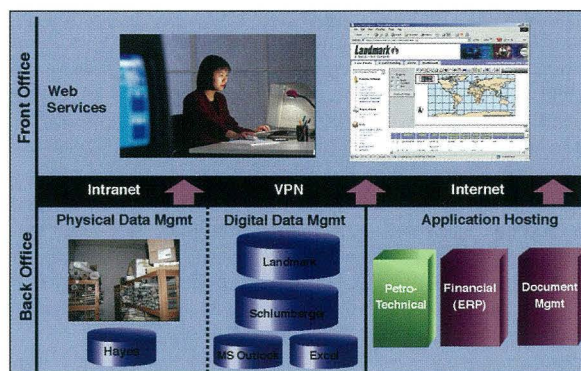 Front Office
Web
Services
Landmark
Intranet
VPN
Internet
Back Office
Physical Data Mgmt
Digital Data Mgmt
Application Hosting
Hayes
Landmark
Schlumberger
MS Outlook
Excel
Petro-
Technical
Financial
(ERP)
Document
Mgmt